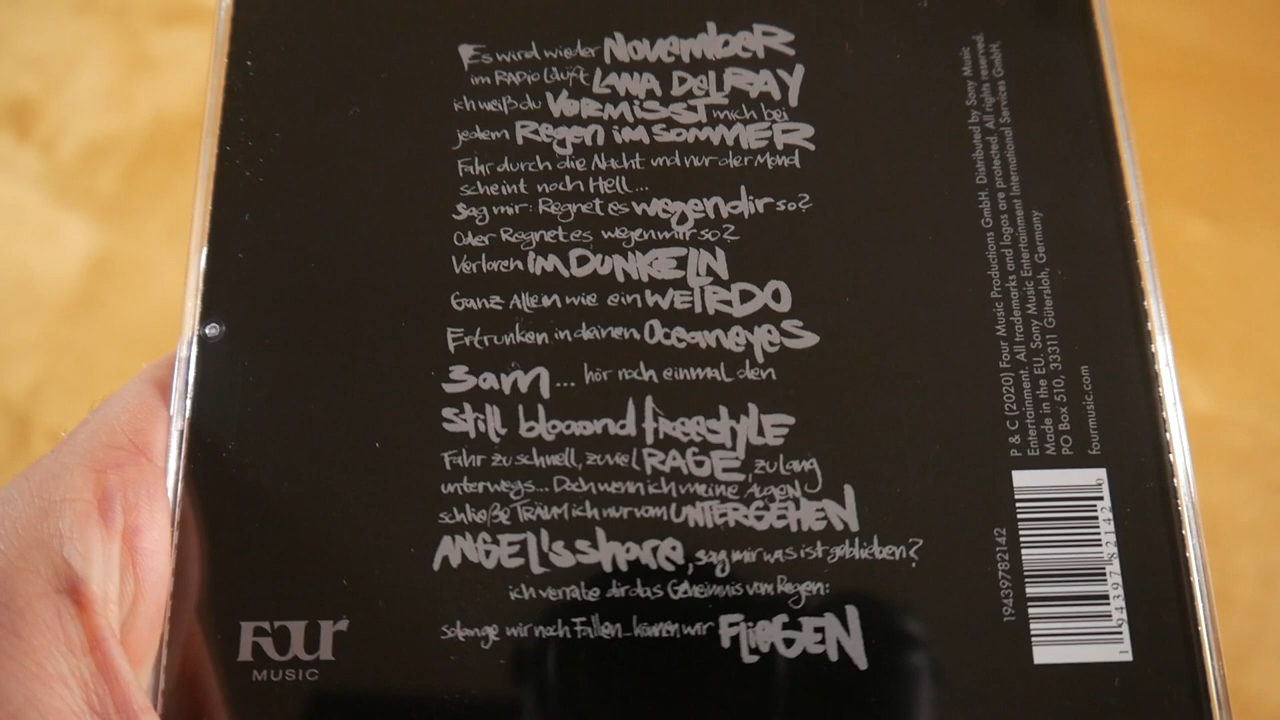 Es wird wieder NovembeR
im RADio läuft LANA DeLRAY
ich weiß du VeRMiSST mich bei
jedem Regen im SOMMER
Fahr durch die Nacht und nur der Mond
scheint noch Hell...
Sag mir: Regnet es wegen dir so?
Oder Regnet es wegen mir so?
Verloren iM DUNKELN
Ganz Allein wie ein WEIRDO
Ertrunken in deinen Oceaneyes
3am... hör noch einmal den
still blooond freestyLE
Fahr zu schnell, zuviel RAGE, zu lang
unterwegs... Doch wenn ich meine Augen
schließe TRÄUM ich nur vom UNTERGEHEN
ANGEL's share, sag mir was ist geblieben?
ich verrate dir das Geheimnis vom Regen:
solange wir noch Fallen... können wir FLieGEN
FOUR
MUSIC
P & C (2020) Four Music Productions GmbH. Distributed by Sony Music
Entertainment. All trademarks and logos are protected. All rights reserved.
Made in the EU. Sony Music Entertainment International Services GmbH,
PO Box 510, 33311 Gütersloh, Germany
fourmusic.com
19439782142
1 94397 82142 0